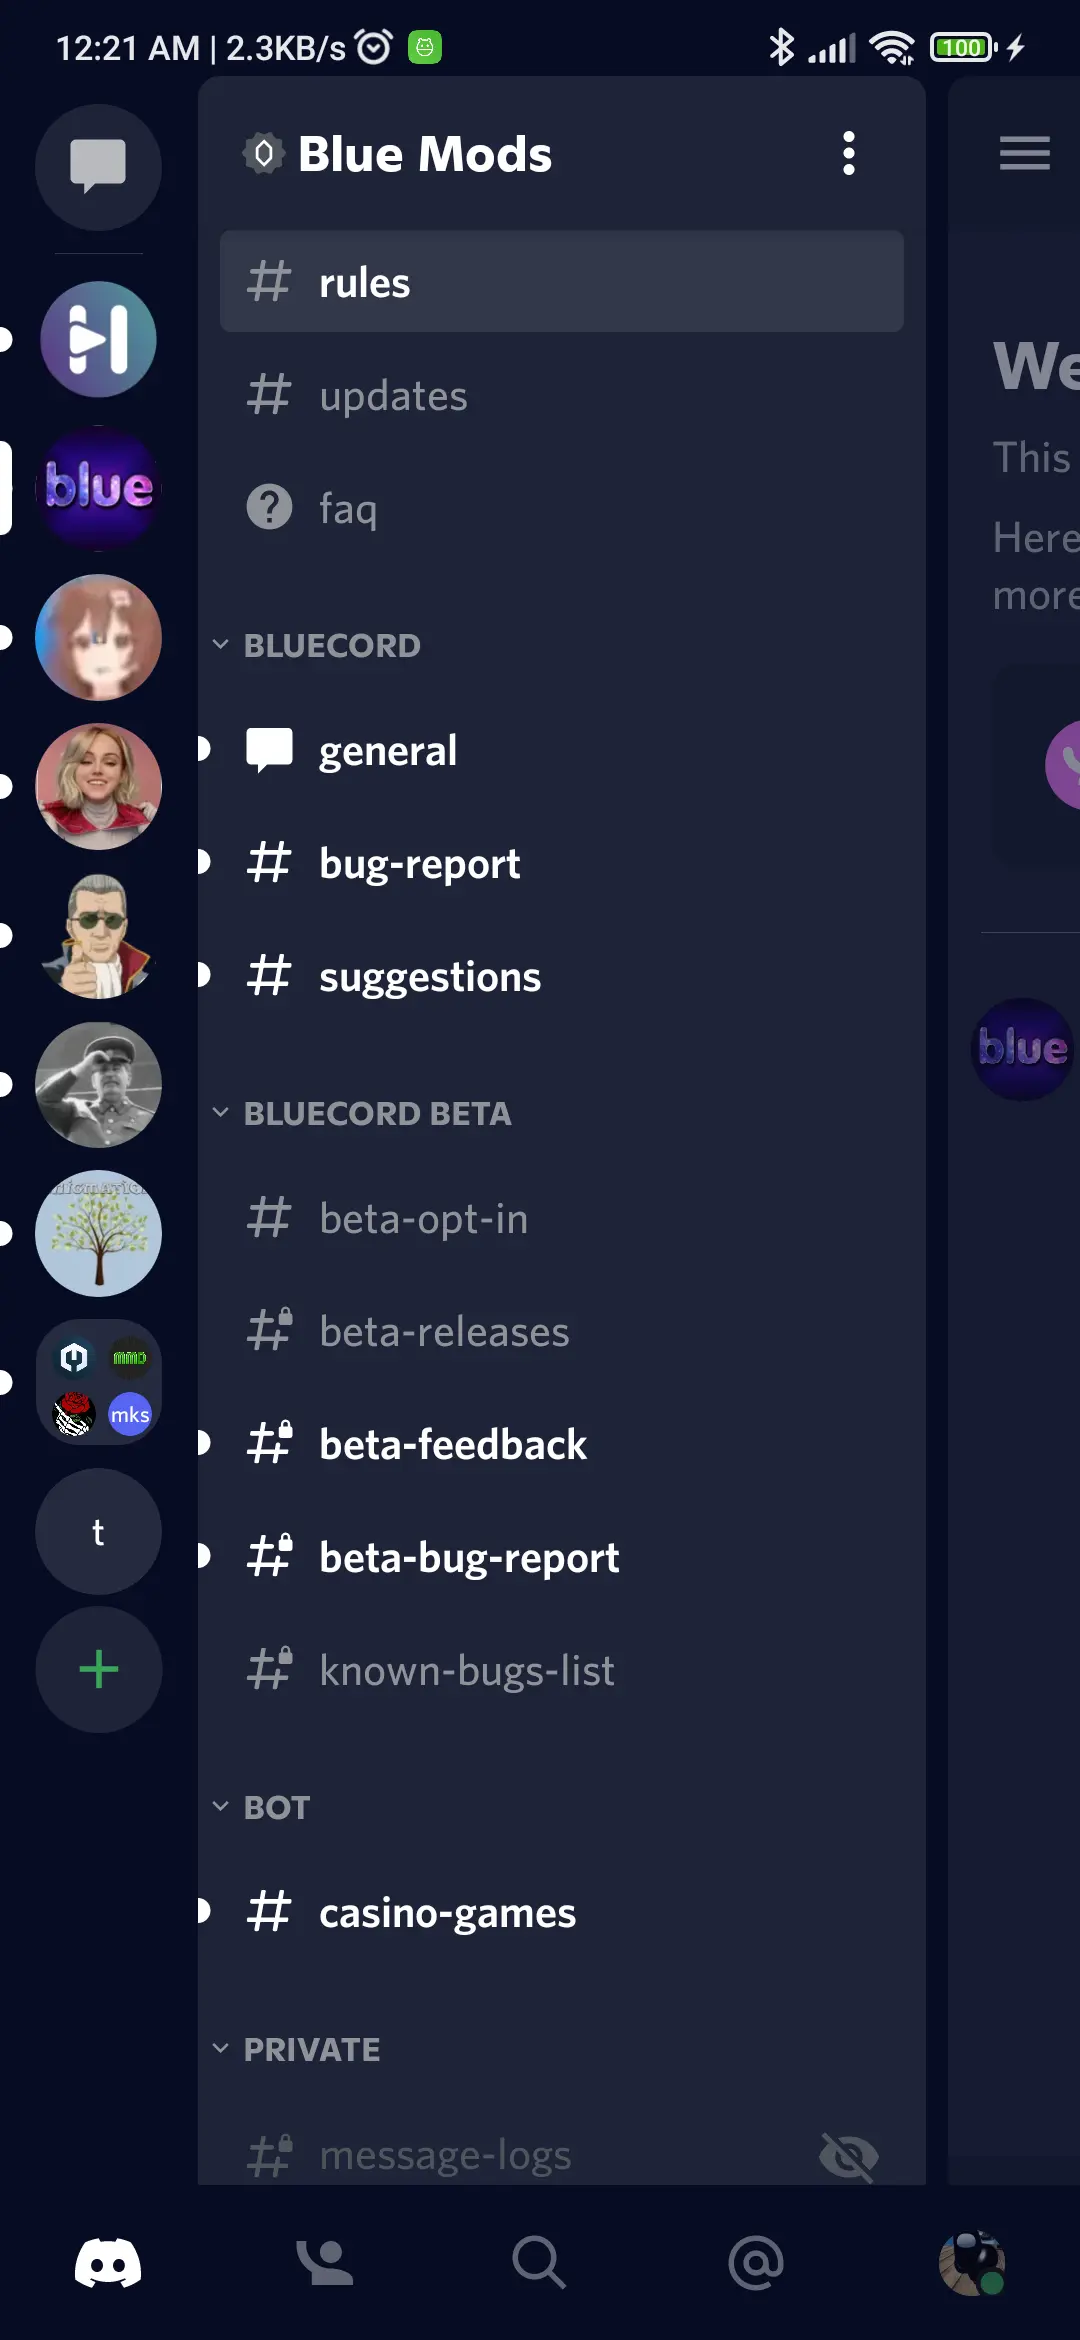 12:21 AM | 2.3KB/s
100
Blue Mods
rules
updates
faq
BLUECORD
general
bug-report
suggestions
BLUECORD BETA
beta-opt-in
beta-releases
beta-feedback
beta-bug-report
known-bugs-list
BOT
casino-games
PRIVATE
message-logs
blue
MMD
mks
t
We
This
Here
more
blue